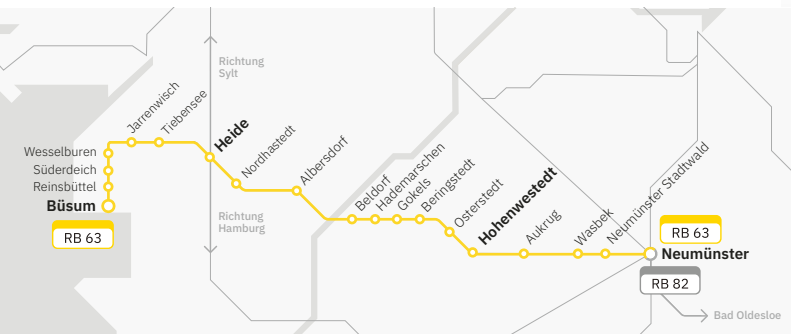 Richtung
Sylt
Jarrenwisch
Tiebensee
Heide
Wesselburen
Süderdeich
Reinsbüttel
Büsum
RB 63
Nordhastedt
Albersdorf
Richtung
Hamburg
Beldorf
Hademarschen
Gokels
Beringstedt
Osterstedt
Hohenwestedt
Aukrug
Wasbek
Neumünster Stadtwald
RB 63
Neumünster
RB 82
Bad Oldesloe